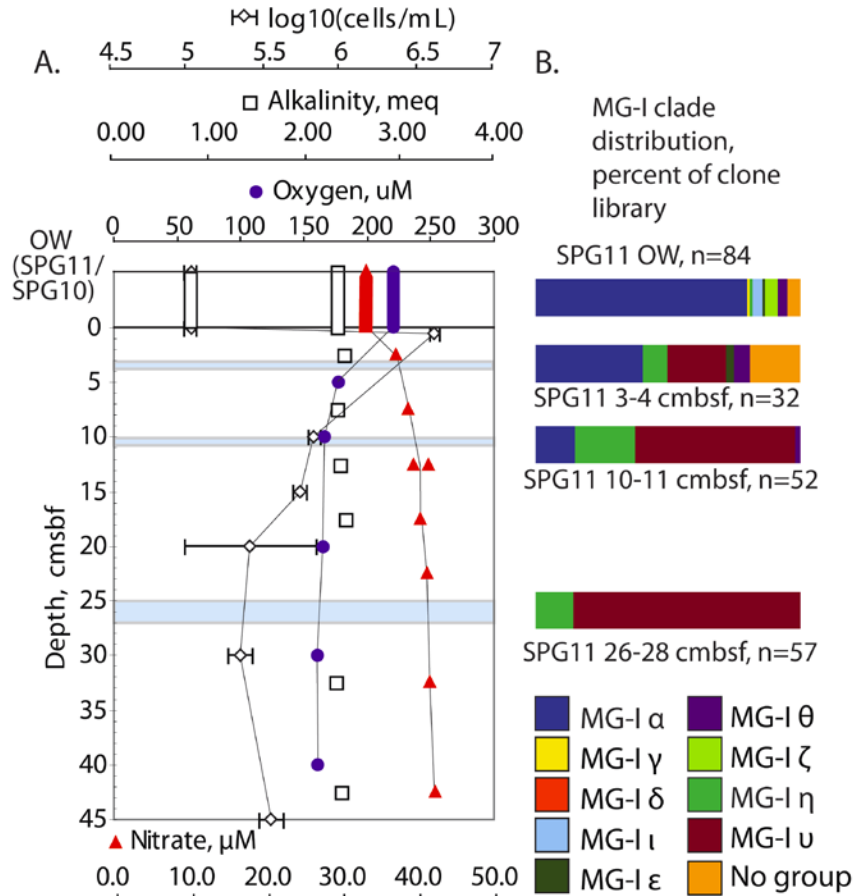 A.
log10(cells/mL)
4.5 5 5.5 6 6.5 7
Alkalinity, meq
0.00 1.00 2.00 3.00 4.00
Oxygen, uM
0 50 100 150 200 250 300
OW
(SPG11/
SPG10)
0
5
10
15
20
25
30
35
40
45
Depth, cmsbf
Nitrate, µM
0.0 10.0 20.0 30.0 40.0 50.0
B.
MG-I clade
distribution,
percent of clone
library
SPG11 OW, n=84
SPG11 3-4 cmbsf, n=32
SPG11 10-11 cmbsf, n=52
SPG11 26-28 cmbsf, n=57
MG-I α
MG-I γ
MG-I δ
MG-I ι
MG-I ε
MG-I θ
MG-I ζ
MG-I η
MG-I υ
No group